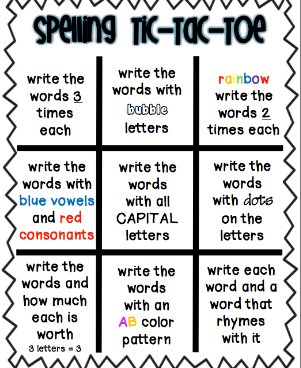 Spelling Tic-Tac-Toe
write the
words 3
times
each
write the
words with
bubble
letters
rainbow
write the
words 2
times each
write the
words with
blue vowels
and red
consonants
write the
words
with all
CAPITAL
letters
write the
words
with dots
on the
letters
write the
words and
how much
each is
worth
3 letters = 3
write the
words
with an
AB color
pattern
write each
word and a
word that
rhymes
with it